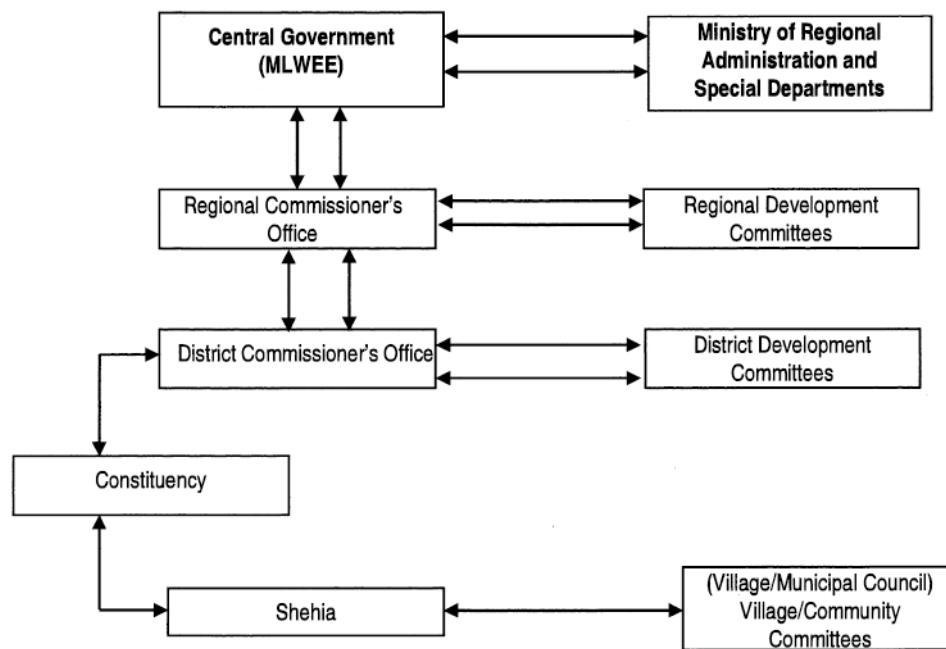 Central Government
(MLWEE)
Ministry of Regional
Administration and
Special Departments
Regional Commissioner's
Office
Regional Development
Committees
District Commissioner's Office
District Development
Committees
Constituency
Shehia
(Village/Municipal Council)
Village/Community
Committees